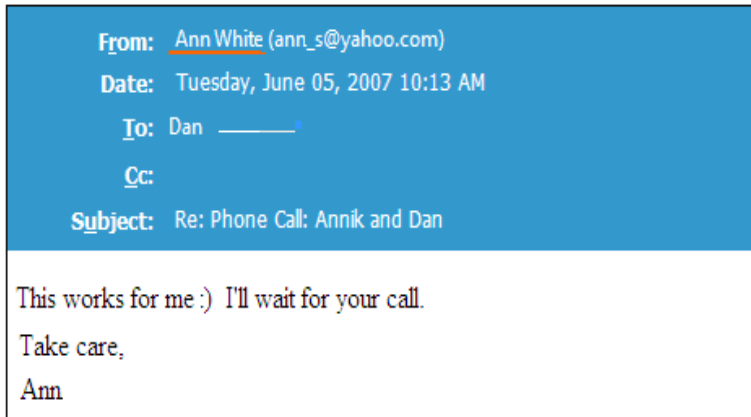 From: Ann White (ann_s@yahoo.com)
Date: Tuesday, June 05, 2007 10:13 AM
To: Dan
Cc:
Subject: Re: Phone Call: Annik and Dan
This works for me :) I'll wait for your call.
Take care,
Ann